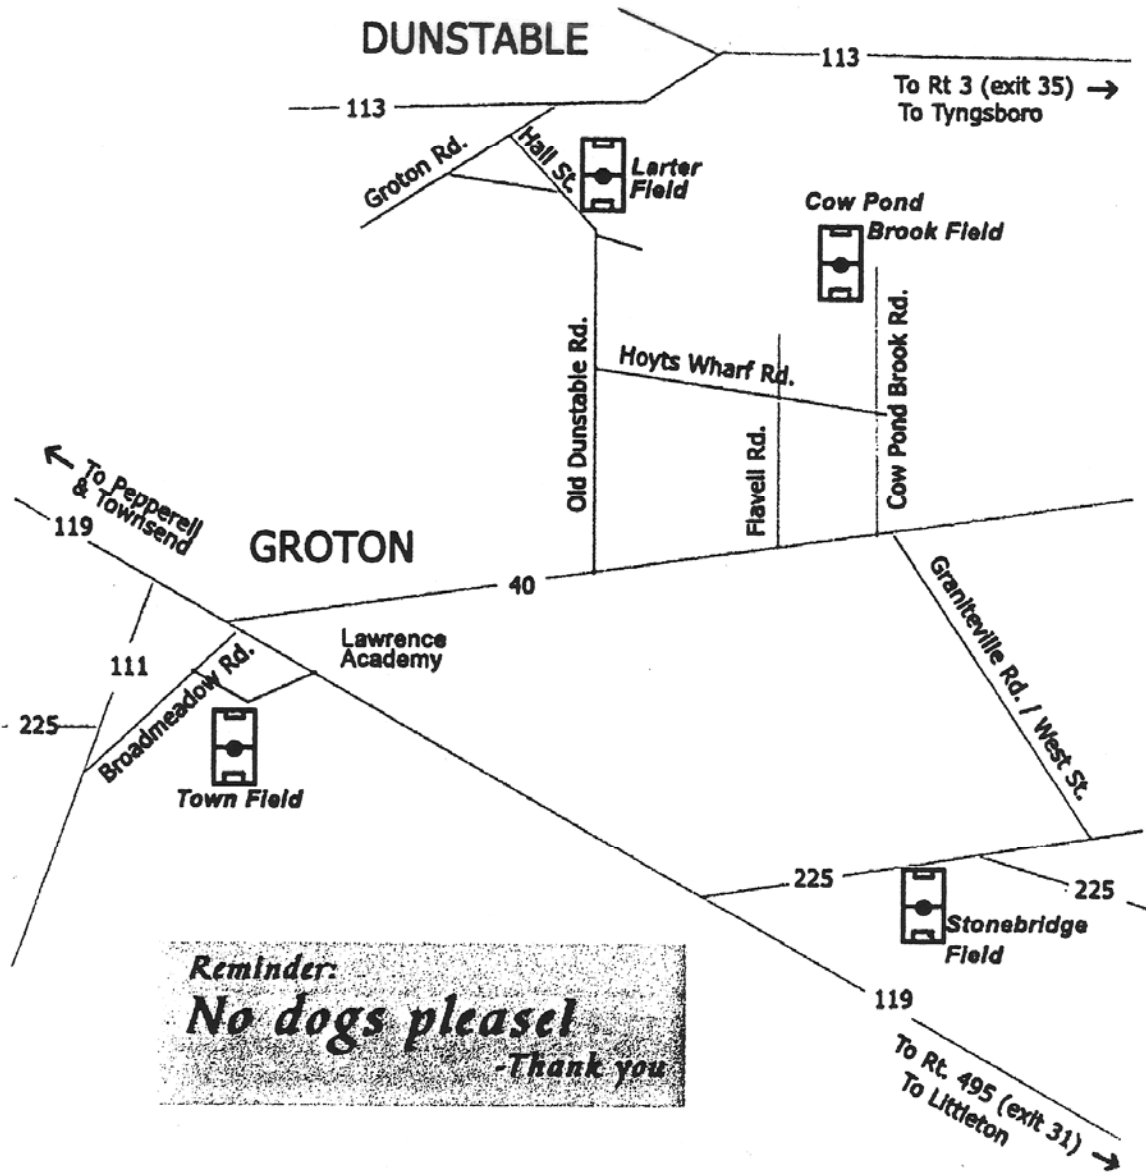 DUNSTABLE
113
To Rt 3 (exit 35) →
To Tyngsboro
113
Groton Rd.
Hall St.
Larter
Field
Cow Pond
Brook Field
Old Dunstable Rd.
Hoyts Wharf Rd.
Flavell Rd.
Cow Pond Brook Rd.
← To Pepperell
& Townsend
119
GROTON
40
Lawrence
Academy
111
Broadmeadow Rd.
225
Town Field
Graniteville Rd. / West St.
225
225
Stonebridge
Field
Reminder:
No dogs please!
-Thank you
119
To Rt. 495 (exit 31) →
To Littleton